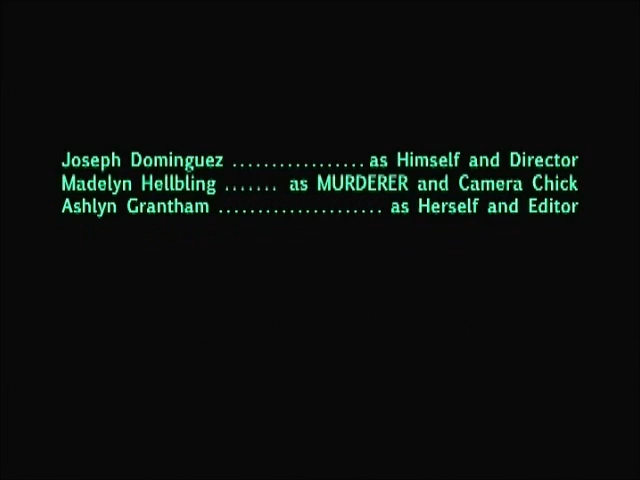 Joseph Dominguez ................. as Himself and Director
Madelyn Hellbling ....... as MURDERER and Camera Chick
Ashlyn Grantham ..................... as Herself and Editor